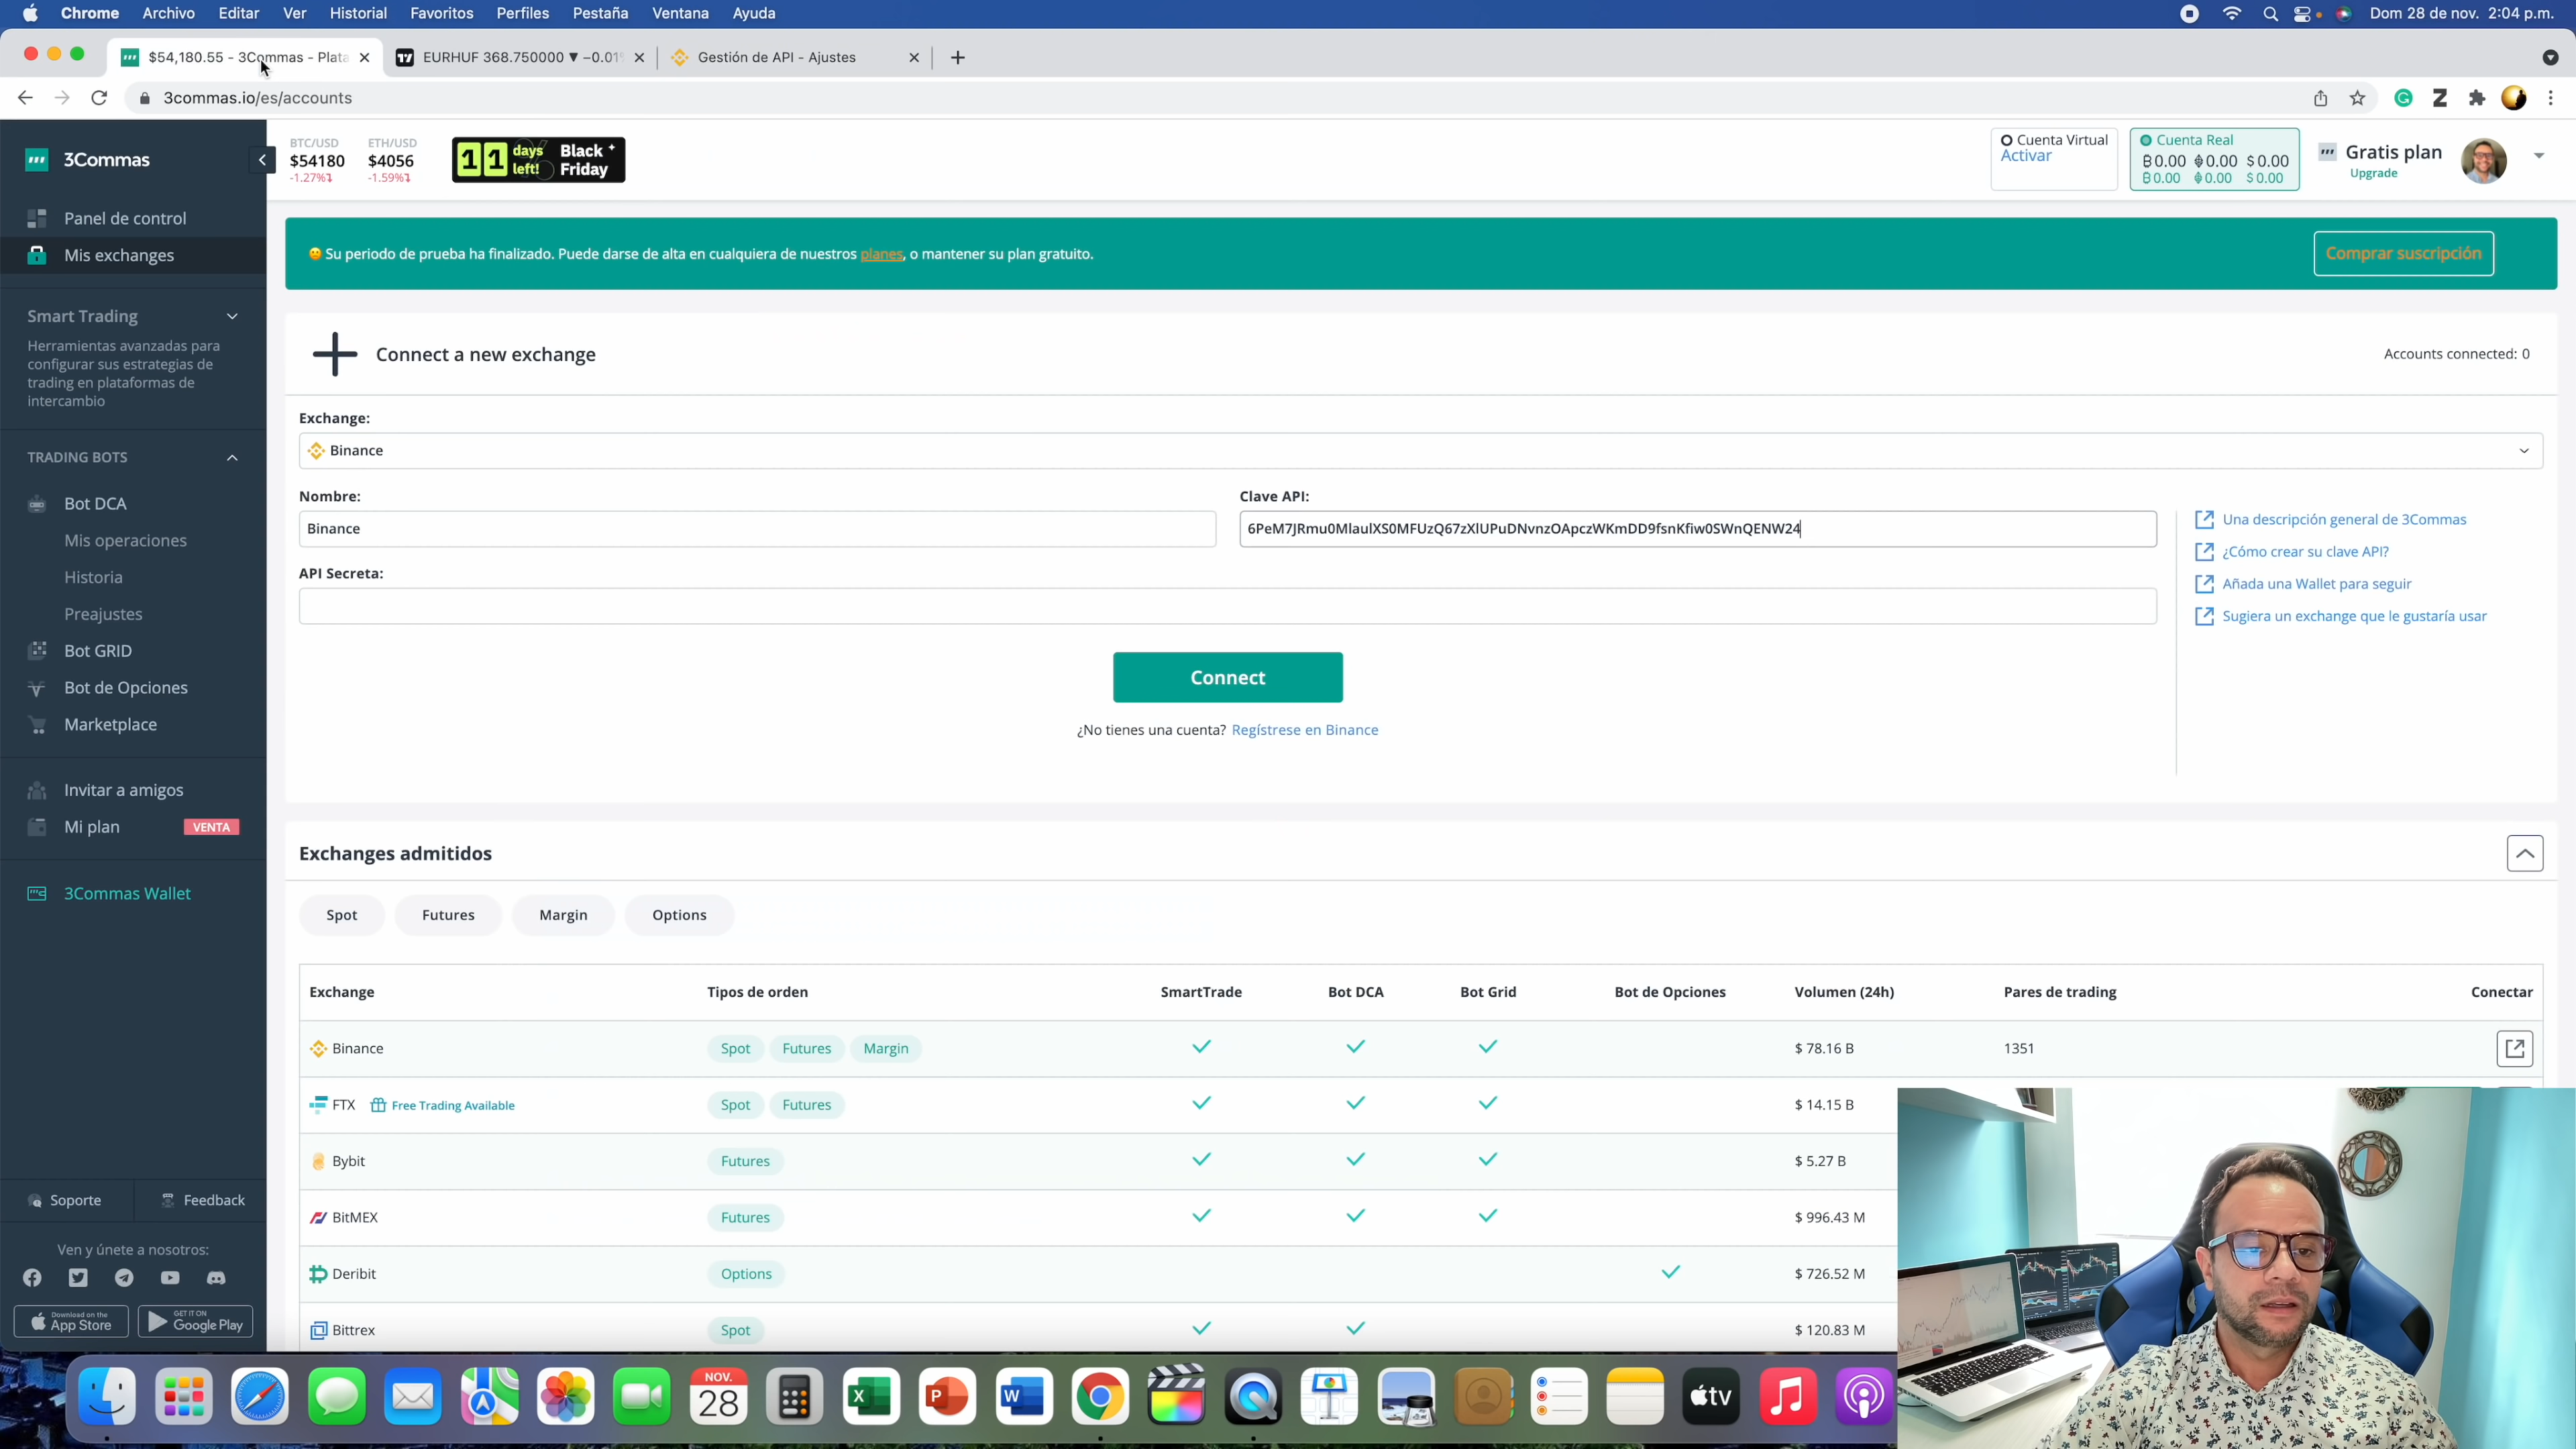 Chrome Archivo Editar Ver Historial Favoritos Perfiles Pestaña Ventana Ayuda Dom 28 de nov. 2:04 p.m.
$54,180.55 - 3Commas - Plata EURHUF 368.750000 ▼ −0.01% Gestión de API - Ajustes
3commas.io/es/accounts
3Commas
BTC/USD ETH/USD
$54180 $4056
-1.27% -1.59%
11 days left! Black Friday
Cuenta Virtual
Activar
Cuenta Real
₿0.00 0.00 $0.00
₿0.00 0.00 $0.00
Gratis plan
Upgrade
Panel de control
Mis exchanges
Smart Trading
Herramientas avanzadas para
configurar sus estrategias de
trading en plataformas de
intercambio
TRADING BOTS
Bot DCA
Mis operaciones
Historia
Preajustes
Bot GRID
Bot de Opciones
Marketplace
Invitar a amigos
Mi plan VENTA
3Commas Wallet
Soporte Feedback
Ven y únete a nosotros:
Download on the App Store
GET IT ON Google Play
Su periodo de prueba ha finalizado. Puede darse de alta en cualquiera de nuestros planes, o mantener su plan gratuito.
Comprar suscripción
Connect a new exchange Accounts connected: 0
Exchange:
Binance
Nombre: Clave API:
Binance 6PeM7JRmu0MlaulXS0MFUzQ67zXlUPuDNvnzOApczWKmDD9fsnKfiw0SWnQENW24
API Secreta:
Una descripción general de 3Commas
¿Cómo crear su clave API?
Añada una Wallet para seguir
Sugiera un exchange que le gustaría usar
Connect
¿No tienes una cuenta? Regístrese en Binance
Exchanges admitidos
Spot Futures Margin Options
Exchange Tipos de orden SmartTrade Bot DCA Bot Grid Bot de Opciones Volumen (24h) Pares de trading Conectar
Binance Spot Futures Margin $ 78.16 B 1351
FTX Free Trading Available Spot Futures $ 14.15 B
Bybit Futures $ 5.27 B
BitMEX Futures $ 996.43 M
Deribit Options $ 726.52 M
Bittrex Spot $ 120.83 M
NOV.
28
tv